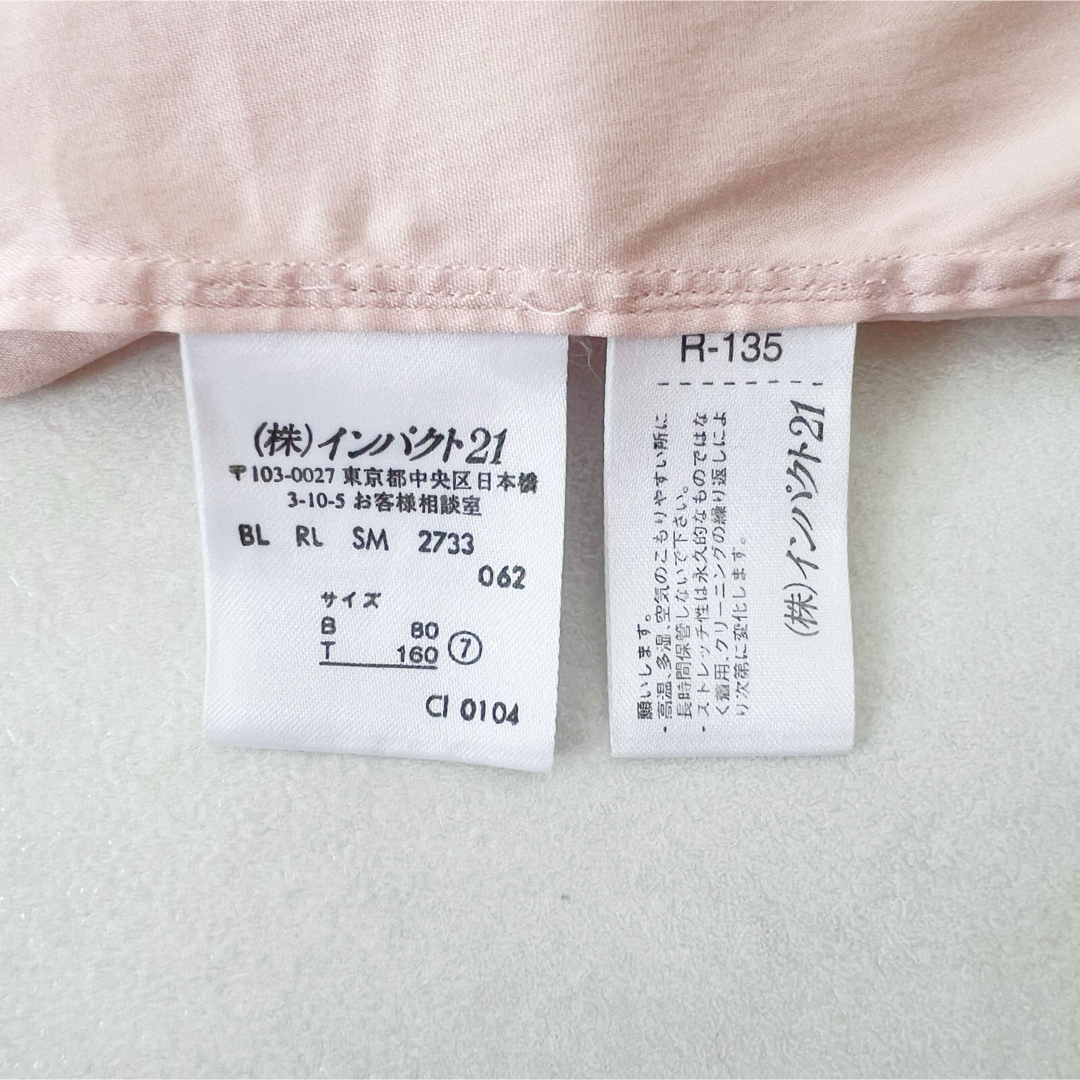 (株)インパクト21
〒103-0027 東京都中央区日本橋
3-10-5 お客様相談室
BL RL SM 2733
062
サイズ
B 80
T 160 ⑦
CI 0104
R-135
願いします。
・高温、多湿、空気のこもりやすい所に
長時間保管しないで下さい。
・ストレッチ性は永久的なものではな
く着用、クリーニングの繰り返しによ
り次第に変化します。
(株)インパクト21